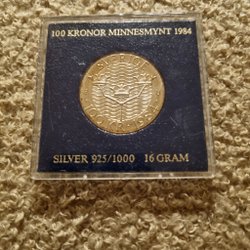 100 KRONOR MINNESMYNT 1984
SILVER 925/1000 16 GRAM